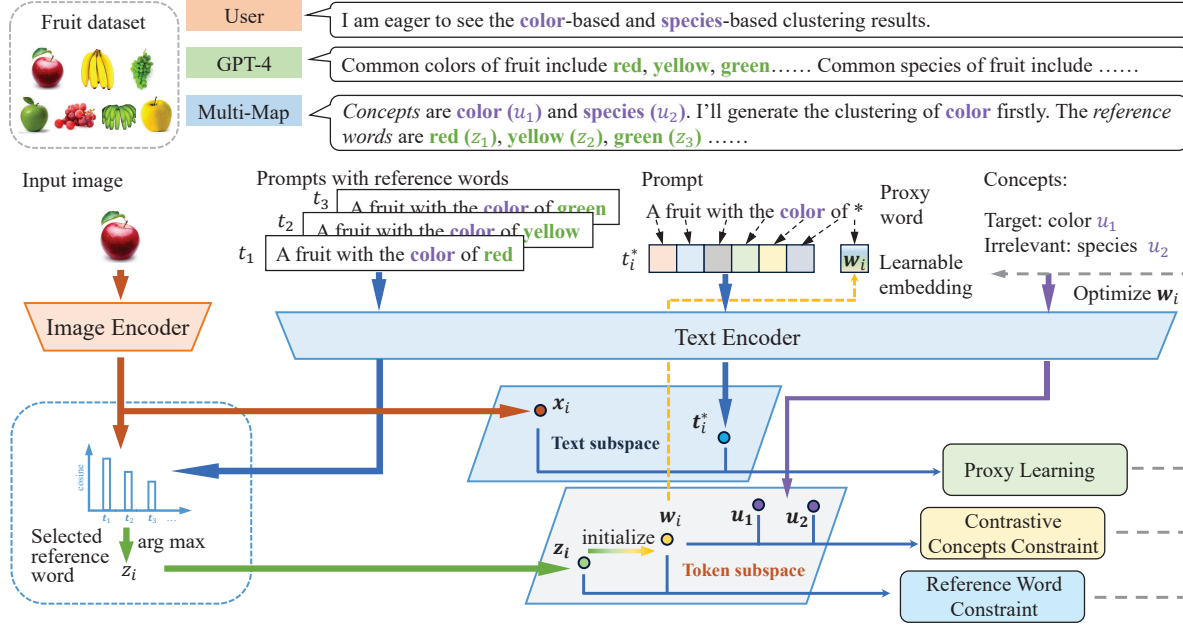 Fruit dataset
User
I am eager to see the color-based and species-based clustering results.
GPT-4
Common colors of fruit include red, yellow, green…… Common species of fruit include ……
Multi-Map
Concepts are color (u₁) and species (u₂). I'll generate the clustering of color firstly. The reference
words are red (z₁), yellow (z₂), green (z₃) ……
Input image
Prompts with reference words
t₃
A fruit with the color of green
t₂
A fruit with the color of yellow
t₁
A fruit with the color of red
Prompt
A fruit with the color of *
tᵢ*
wᵢ
Proxy
word
Learnable
embedding
Concepts:
Target: color u₁
Irrelevant: species u₂
Optimize wᵢ
Image Encoder
Text Encoder
xᵢ
tᵢ*
Text subspace
Proxy Learning
cosine
t₁ t₂ t₃ …
Selected
reference
word
arg max
zᵢ
wᵢ
u₁
u₂
zᵢ
initialize
Token subspace
Contrastive
Concepts Constraint
Reference Word
Constraint